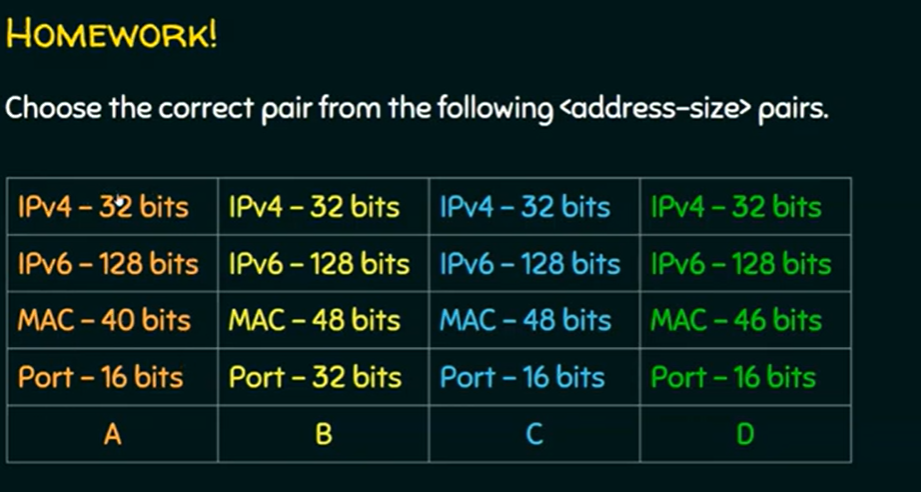 HOMEWORK!
Choose the correct pair from the following <address-size> pairs.
IPv4 – 32 bits IPv4 – 32 bits IPv4 – 32 bits IPv4 – 32 bits
IPv6 – 128 bits IPv6 – 128 bits IPv6 – 128 bits IPv6 – 128 bits
MAC – 40 bits MAC – 48 bits MAC – 48 bits MAC – 46 bits
Port – 16 bits Port – 32 bits Port – 16 bits Port – 16 bits
A B C D